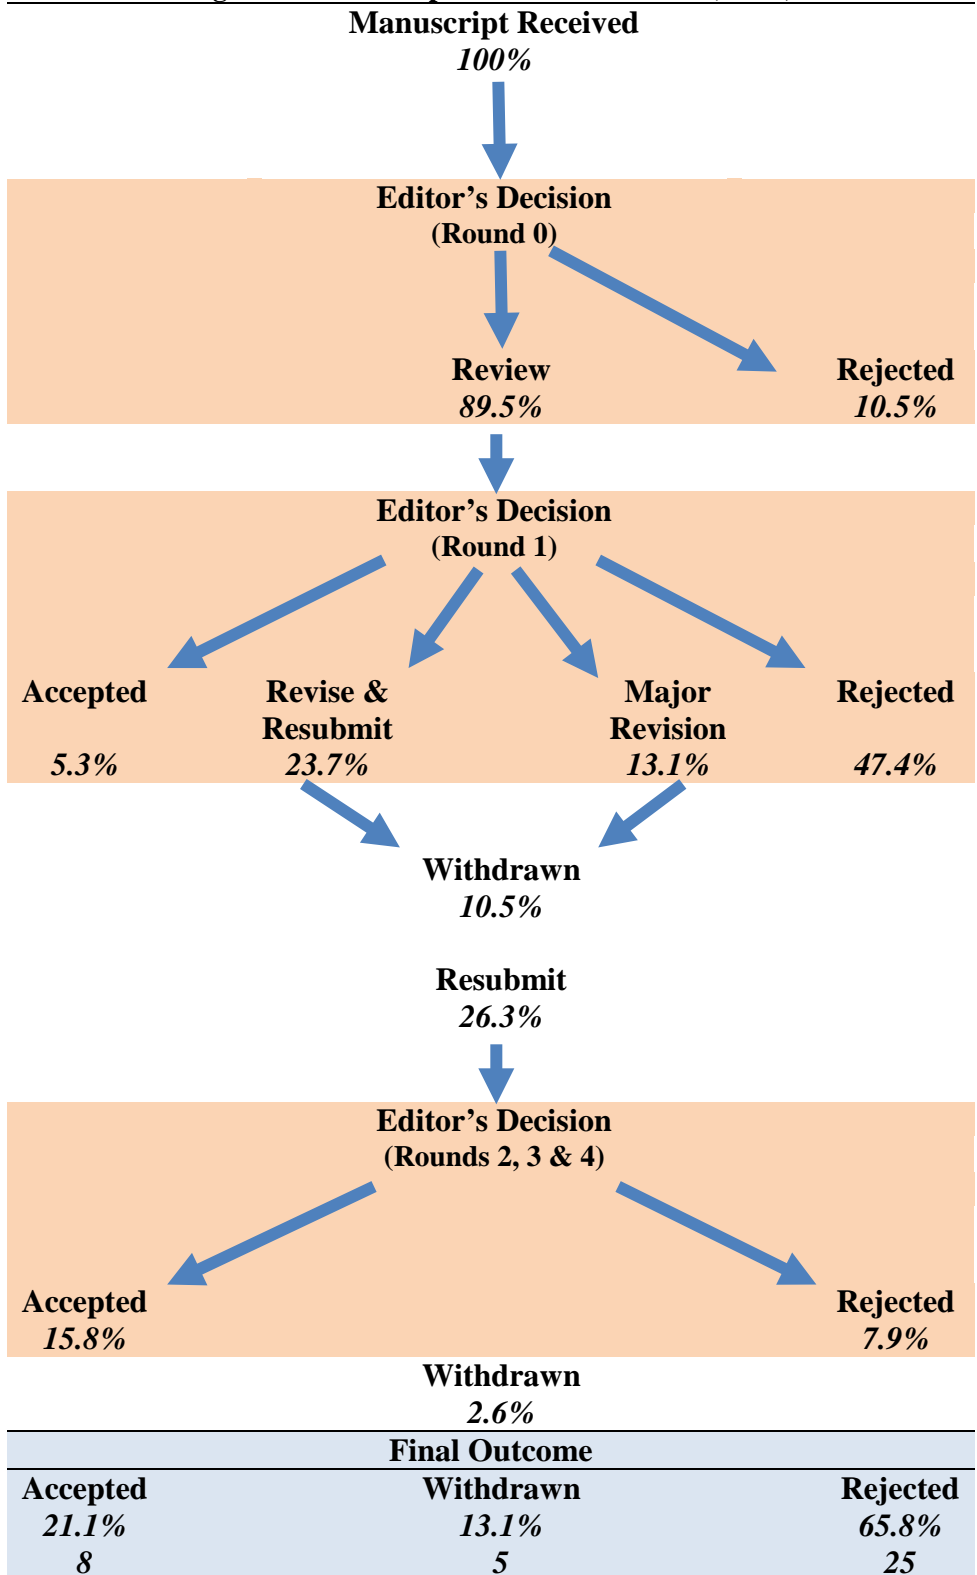 Manuscript Received
100%
Editor’s Decision
(Round 0)
Review Rejected
89.5% 10.5%
Editor’s Decision
(Round 1)
Accepted Revise & Major Rejected
Resubmit Revision
5.3% 23.7% 13.1% 47.4%
Withdrawn
10.5%
Resubmit
26.3%
Editor’s Decision
(Rounds 2, 3 & 4)
Accepted Rejected
15.8% 7.9%
Withdrawn
2.6%
Final Outcome
Accepted Withdrawn Rejected
21.1% 13.1% 65.8%
8 5 25